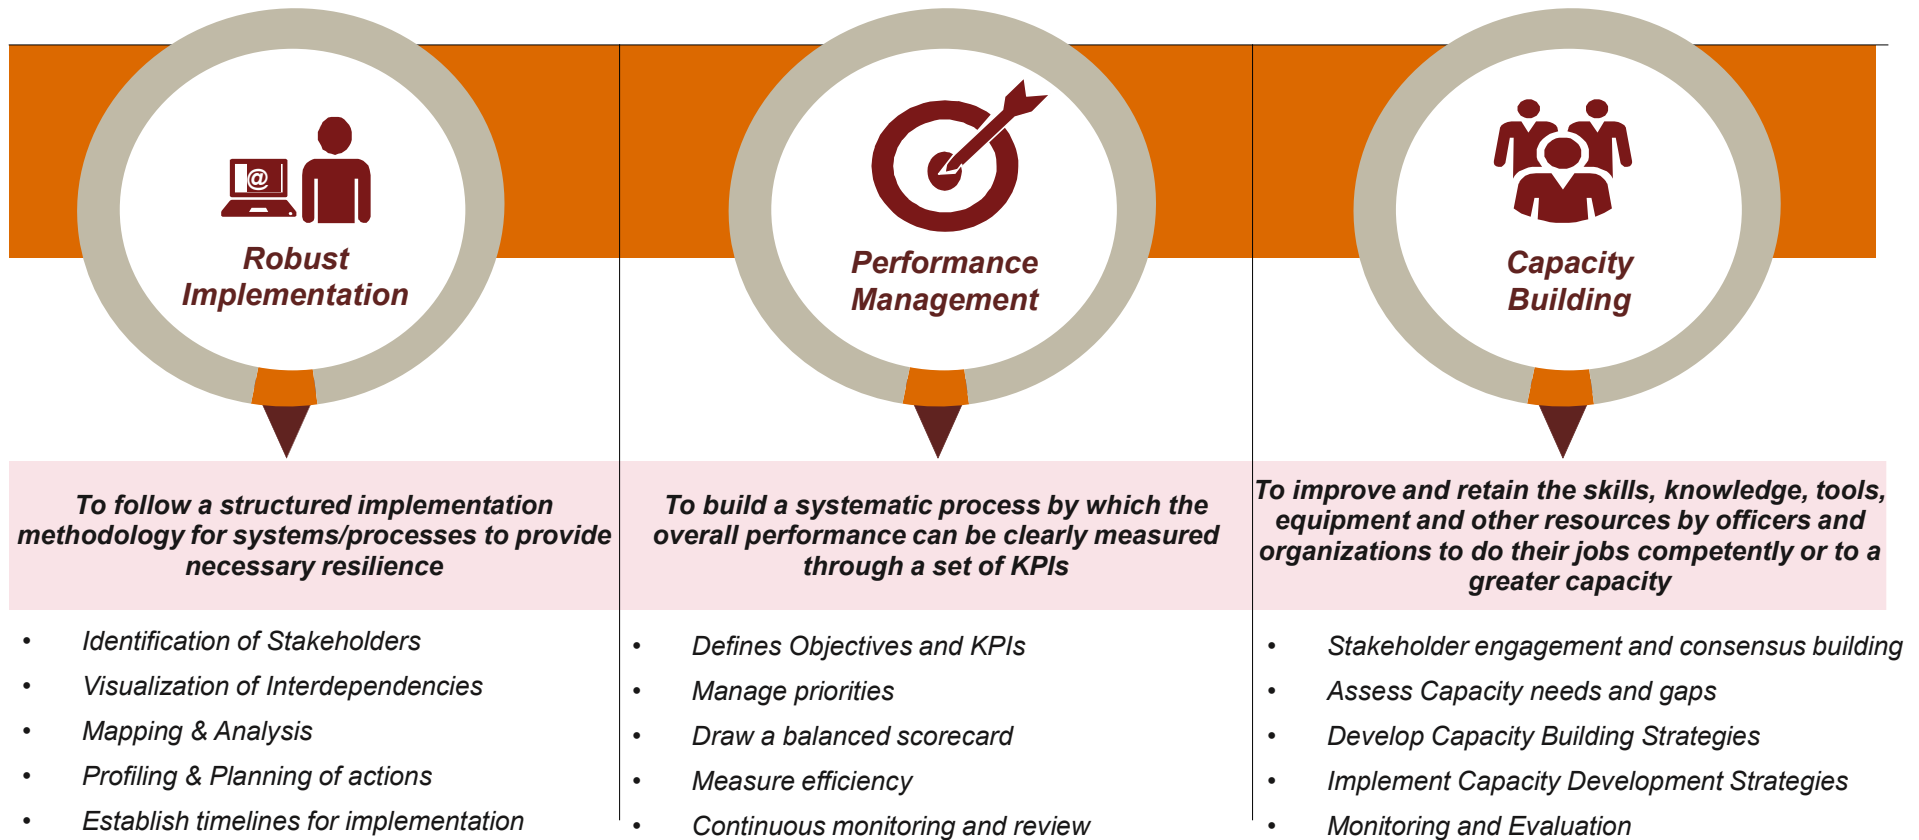 @
Robust
Implementation
To follow a structured implementation
methodology for systems/processes to provide
necessary resilience
• Identification of Stakeholders
• Visualization of Interdependencies
• Mapping & Analysis
• Profiling & Planning of actions
• Establish timelines for implementation
Performance
Management
To build a systematic process by which the
overall performance can be clearly measured
through a set of KPIs
• Defines Objectives and KPIs
• Manage priorities
• Draw a balanced scorecard
• Measure efficiency
• Continuous monitoring and review
Capacity
Building
To improve and retain the skills, knowledge, tools,
equipment and other resources by officers and
organizations to do their jobs competently or to a
greater capacity
• Stakeholder engagement and consensus building
• Assess Capacity needs and gaps
• Develop Capacity Building Strategies
• Implement Capacity Development Strategies
• Monitoring and Evaluation